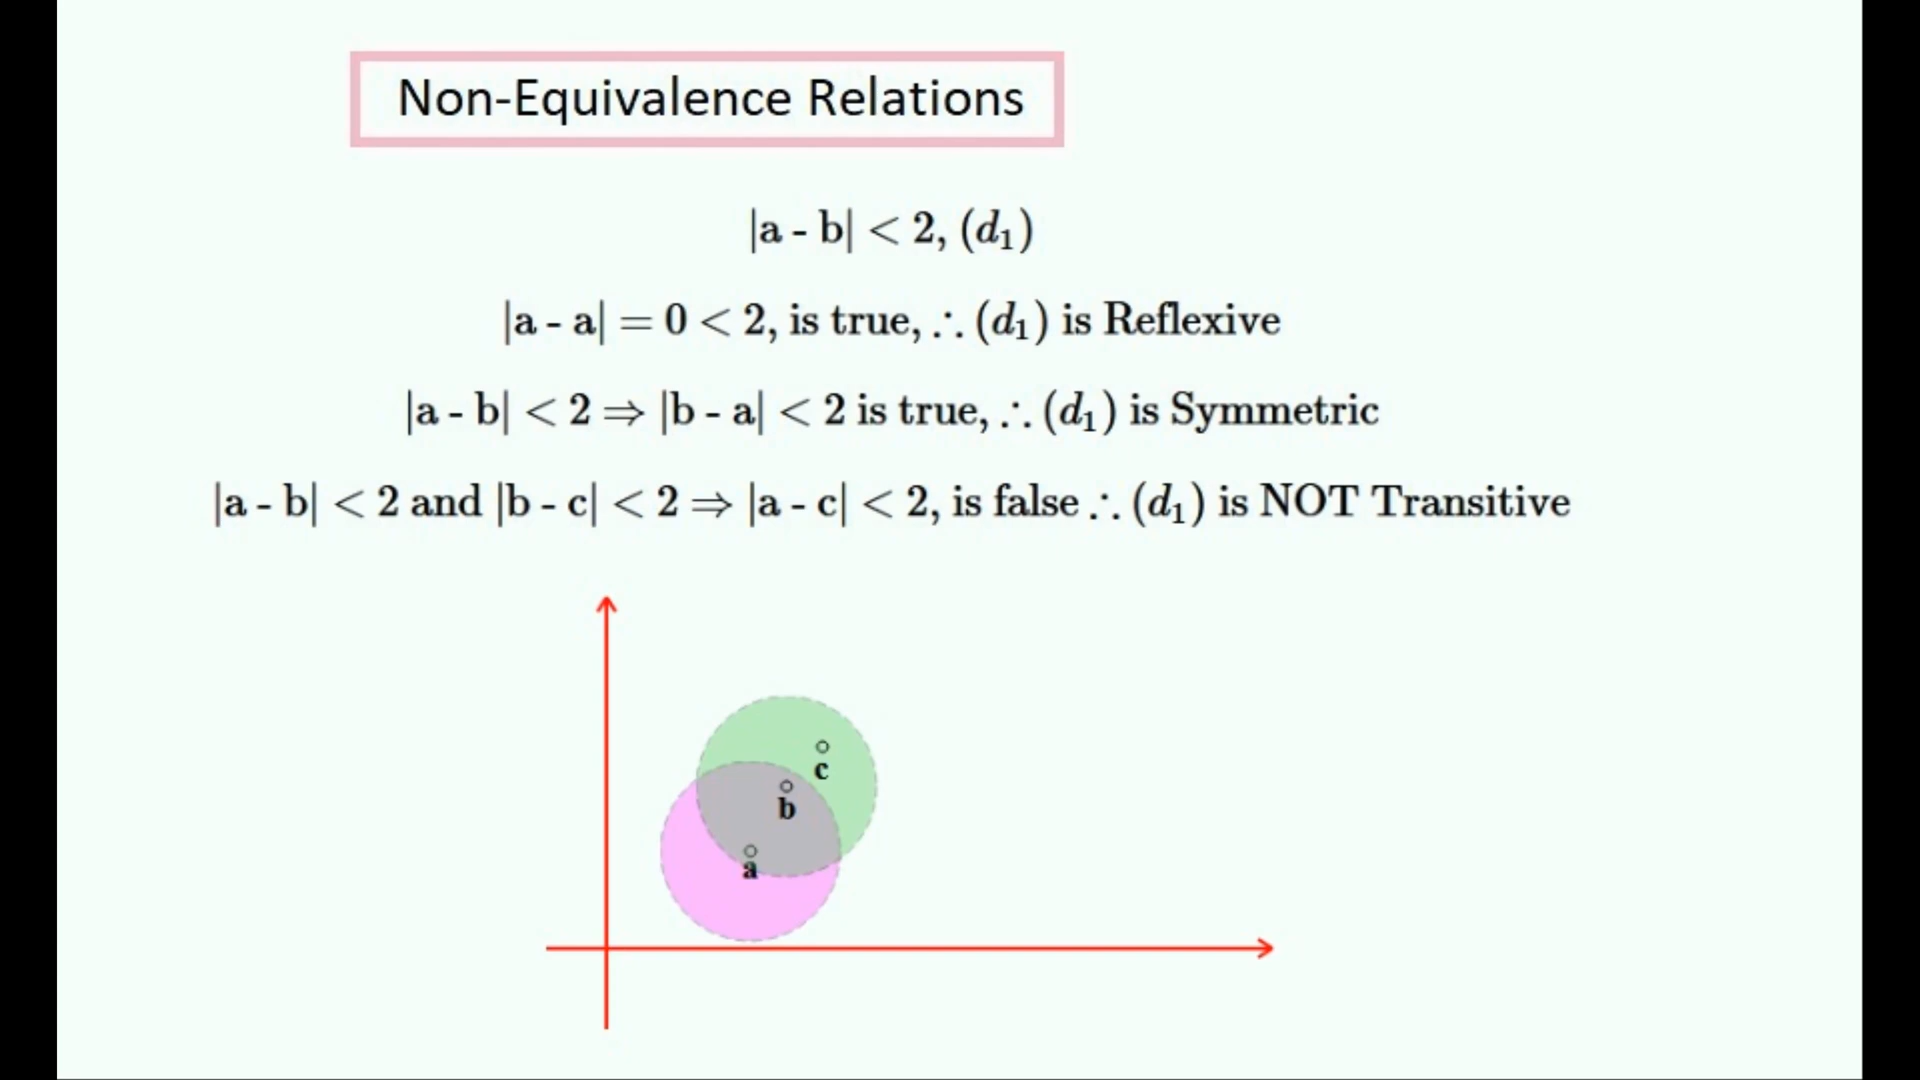 Non-Equivalence Relations
|a - b| < 2, (d₁)
|a - a| = 0 < 2, is true, ∴ (d₁) is Reflexive
|a - b| < 2 ⇒ |b - a| < 2 is true, ∴ (d₁) is Symmetric
|a - b| < 2 and |b - c| < 2 ⇒ |a - c| < 2, is false ∴ (d₁) is NOT Transitive
c
b
a